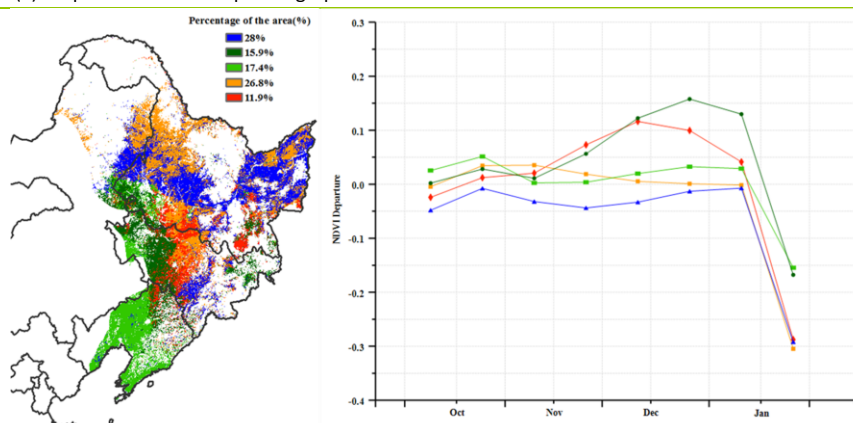 Percentage of the area(%)
28%
15.9%
17.4%
26.8%
11.9%
0.3
0.2
0.1
0.0
-0.1
-0.2
-0.3
-0.4
NDVI Departure
Oct
Nov
Dec
Jan